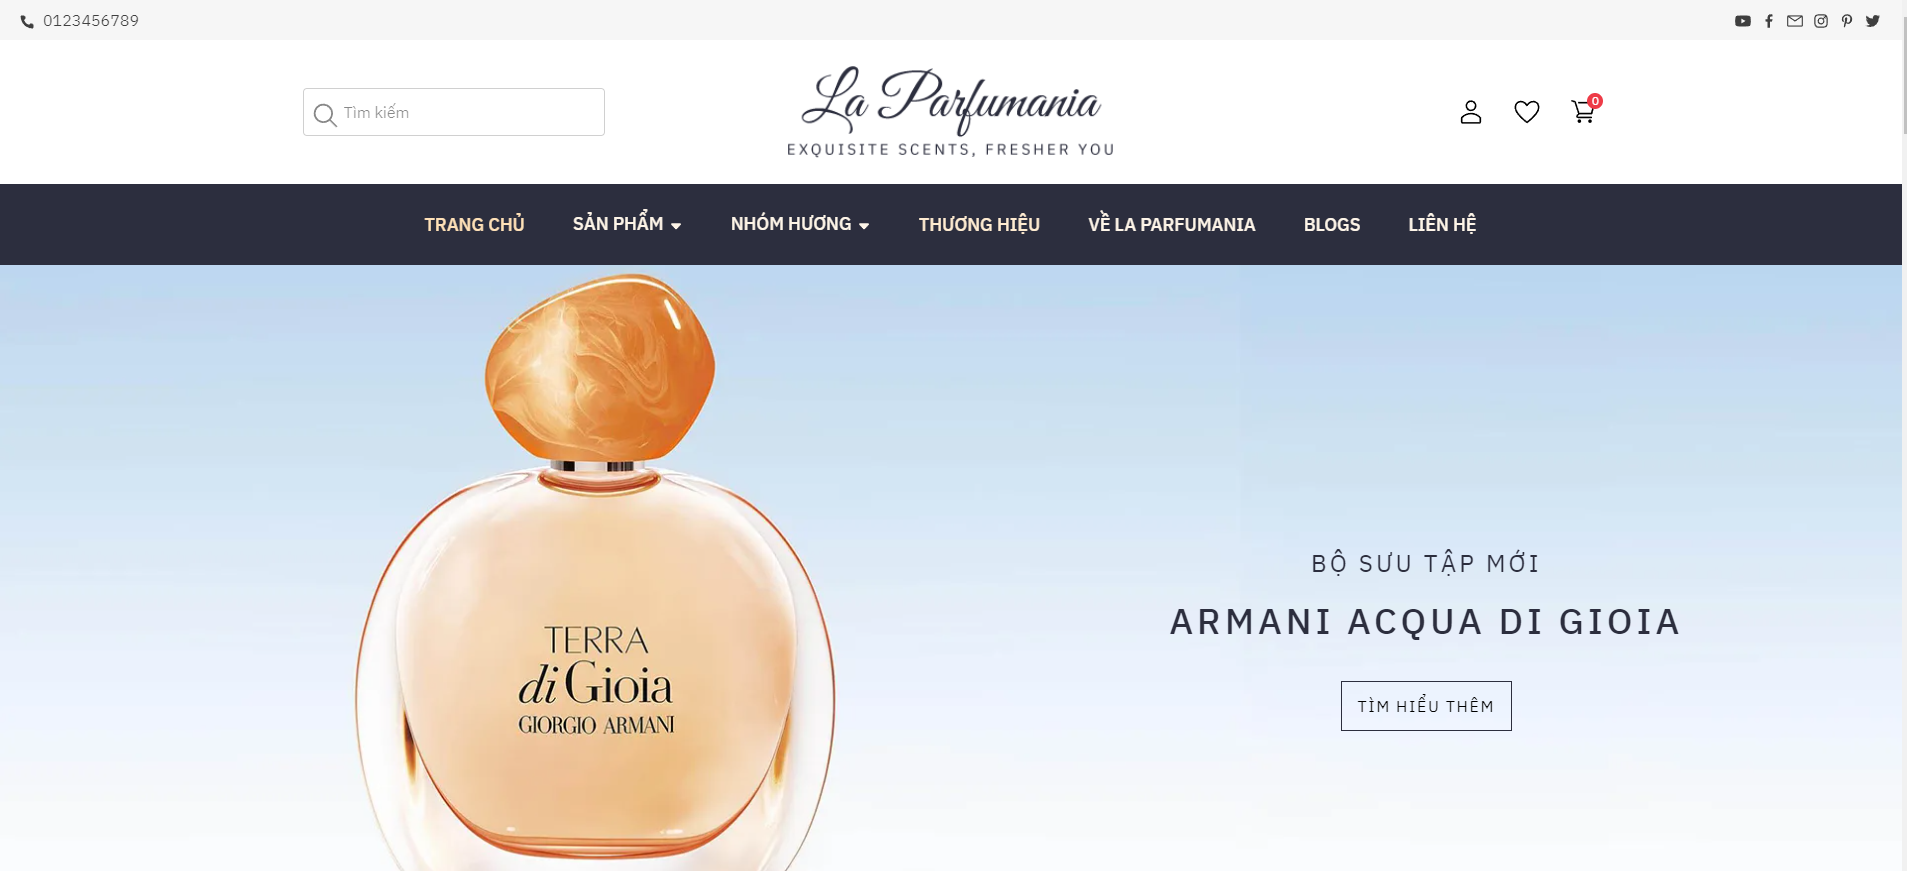 0123456789
Tìm kiếm
La Parfumania
EXQUISITE SCENTS, FRESHER YOU
0
TRANG CHỦ
SẢN PHẨM
NHÓM HƯƠNG
THƯƠNG HIỆU
VỀ LA PARFUMANIA
BLOGS
LIÊN HỆ
TERRA
di Gioia
GIORGIO ARMANI
BỘ SƯU TẬP MỚI
ARMANI ACQUA DI GIOIA
TÌM HIỂU THÊM